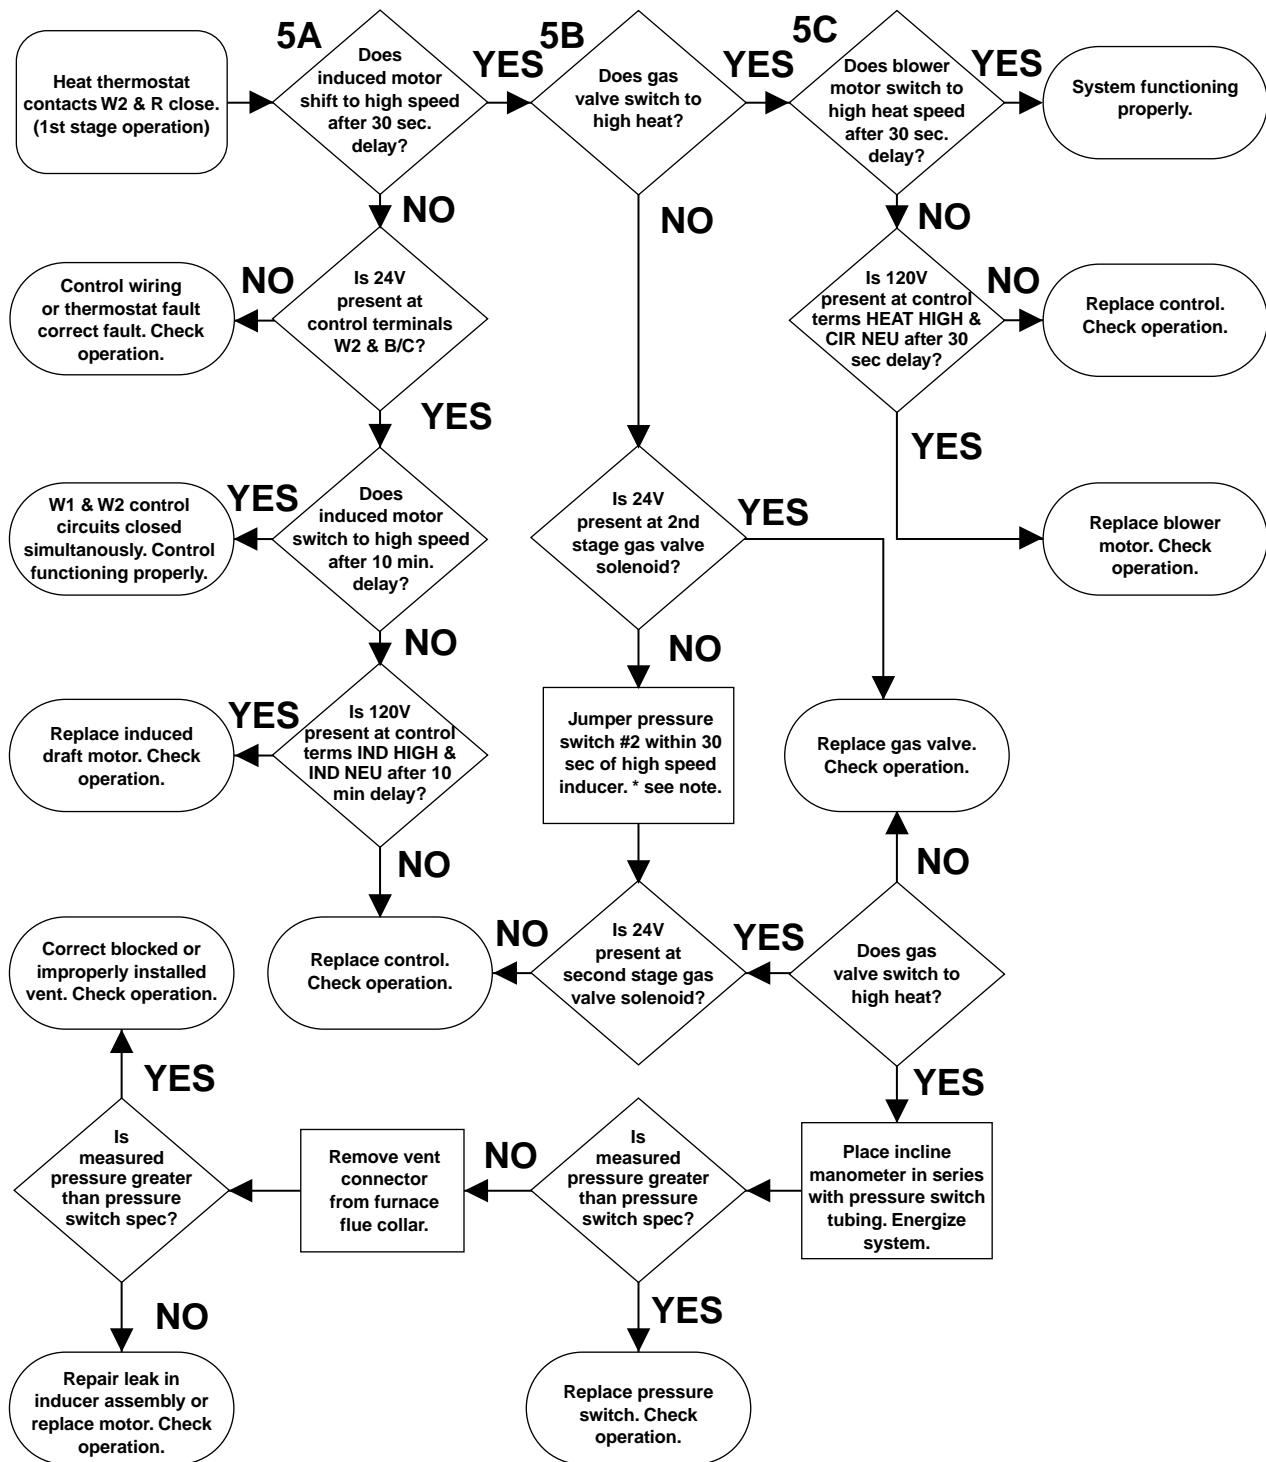 5A
5B
5C
Heat thermostat
contacts W2 & R close.
(1st stage operation)
Does
induced motor
shift to high speed
after 30 sec.
delay?
YES
Does gas
valve switch to
high heat?
YES
Does blower
motor switch to
high heat speed
after 30 sec.
delay?
YES
System functioning
properly.
NO
NO
NO
Control wiring
or thermostat fault
correct fault. Check
operation.
NO
Is 24V
present at
control terminals
W2 & B/C?
Is 120V
present at control
terms HEAT HIGH &
CIR NEU after 30
sec delay?
NO
Replace control.
Check operation.
YES
YES
W1 & W2 control
circuits closed
simultanously. Control
functioning properly.
YES
Does
induced motor
switch to high speed
after 10 min.
delay?
Is 24V
present at 2nd
stage gas valve
solenoid?
YES
Replace blower
motor. Check
operation.
NO
NO
Replace induced
draft motor. Check
operation.
YES
Is 120V
present at control
terms IND HIGH &
IND NEU after 10
min delay?
Jumper pressure
switch #2 within 30
sec of high speed
inducer. * see note.
Replace gas valve.
Check operation.
NO
NO
Correct blocked or
improperly installed
vent. Check operation.
Replace control.
Check operation.
NO
Is 24V
present at
second stage gas
valve solenoid?
YES
Does gas
valve switch to
high heat?
YES
YES
Is
measured
pressure greater
than pressure
switch spec?
Remove vent
connector
from furnace
flue collar.
NO
Is
measured
pressure greater
than pressure
switch spec?
Place incline
manometer in series
with pressure switch
tubing. Energize
system.
NO
YES
Repair leak in
inducer assembly or
replace motor. Check
operation.
Replace pressure
switch. Check
operation.